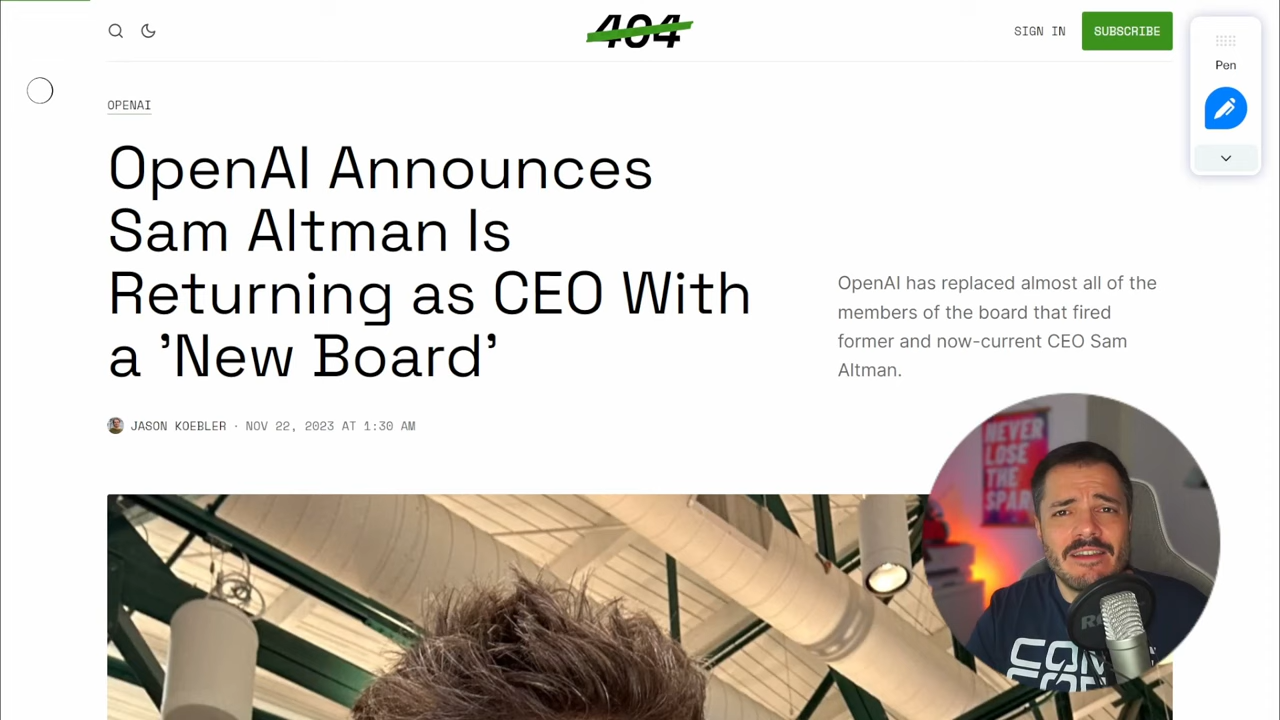 404
SIGN IN
SUBSCRIBE
Pen
OPENAI
OpenAI Announces
Sam Altman Is
Returning as CEO With
a ’New Board’
OpenAI has replaced almost all of the
members of the board that fired
former and now-current CEO Sam
Altman.
JASON KOEBLER · NOV 22, 2023 AT 1:30 AM
NEVER
LOSE
THE